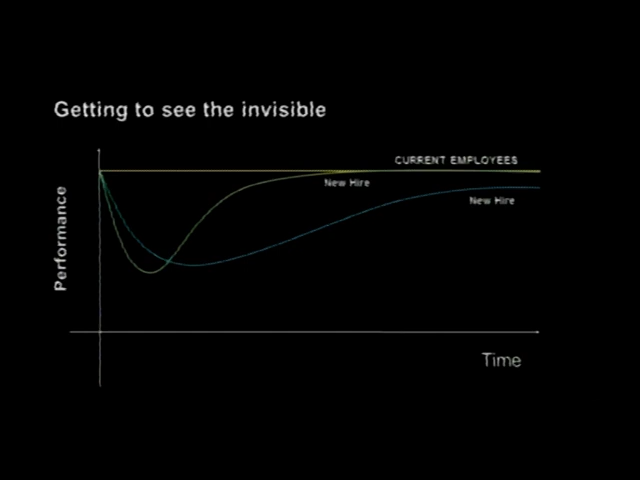 Getting to see the invisible
CURRENT EMPLOYEES
New Hire
New Hire
Performance
Time